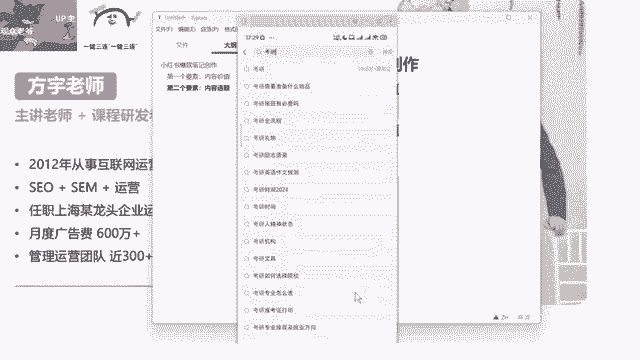 UP主
一键三连
一键三连
方宇老师
主讲老师 + 课程研发
• 2012年从事互联网运营
• SEO + SEM + 运营
• 任职上海某龙头企业运
• 月度广告费 600万+
• 管理运营团队 近300+
文件
大纲
小红书爆款笔记创作
第一个要素：内容价值
第二个要素：内容选题
创作
17:29
考研
考研
考研需要准备什么物品
考研报班有必要吗
考研全流程
考研礼物
考研励志语录
考研英语作文预测
考研时间2024
考研时间
考研人精神状态
考研机构
考研文具
考研如何选择院校
考研专业怎么选
考研准考证打印
考研专业推荐及就业方向